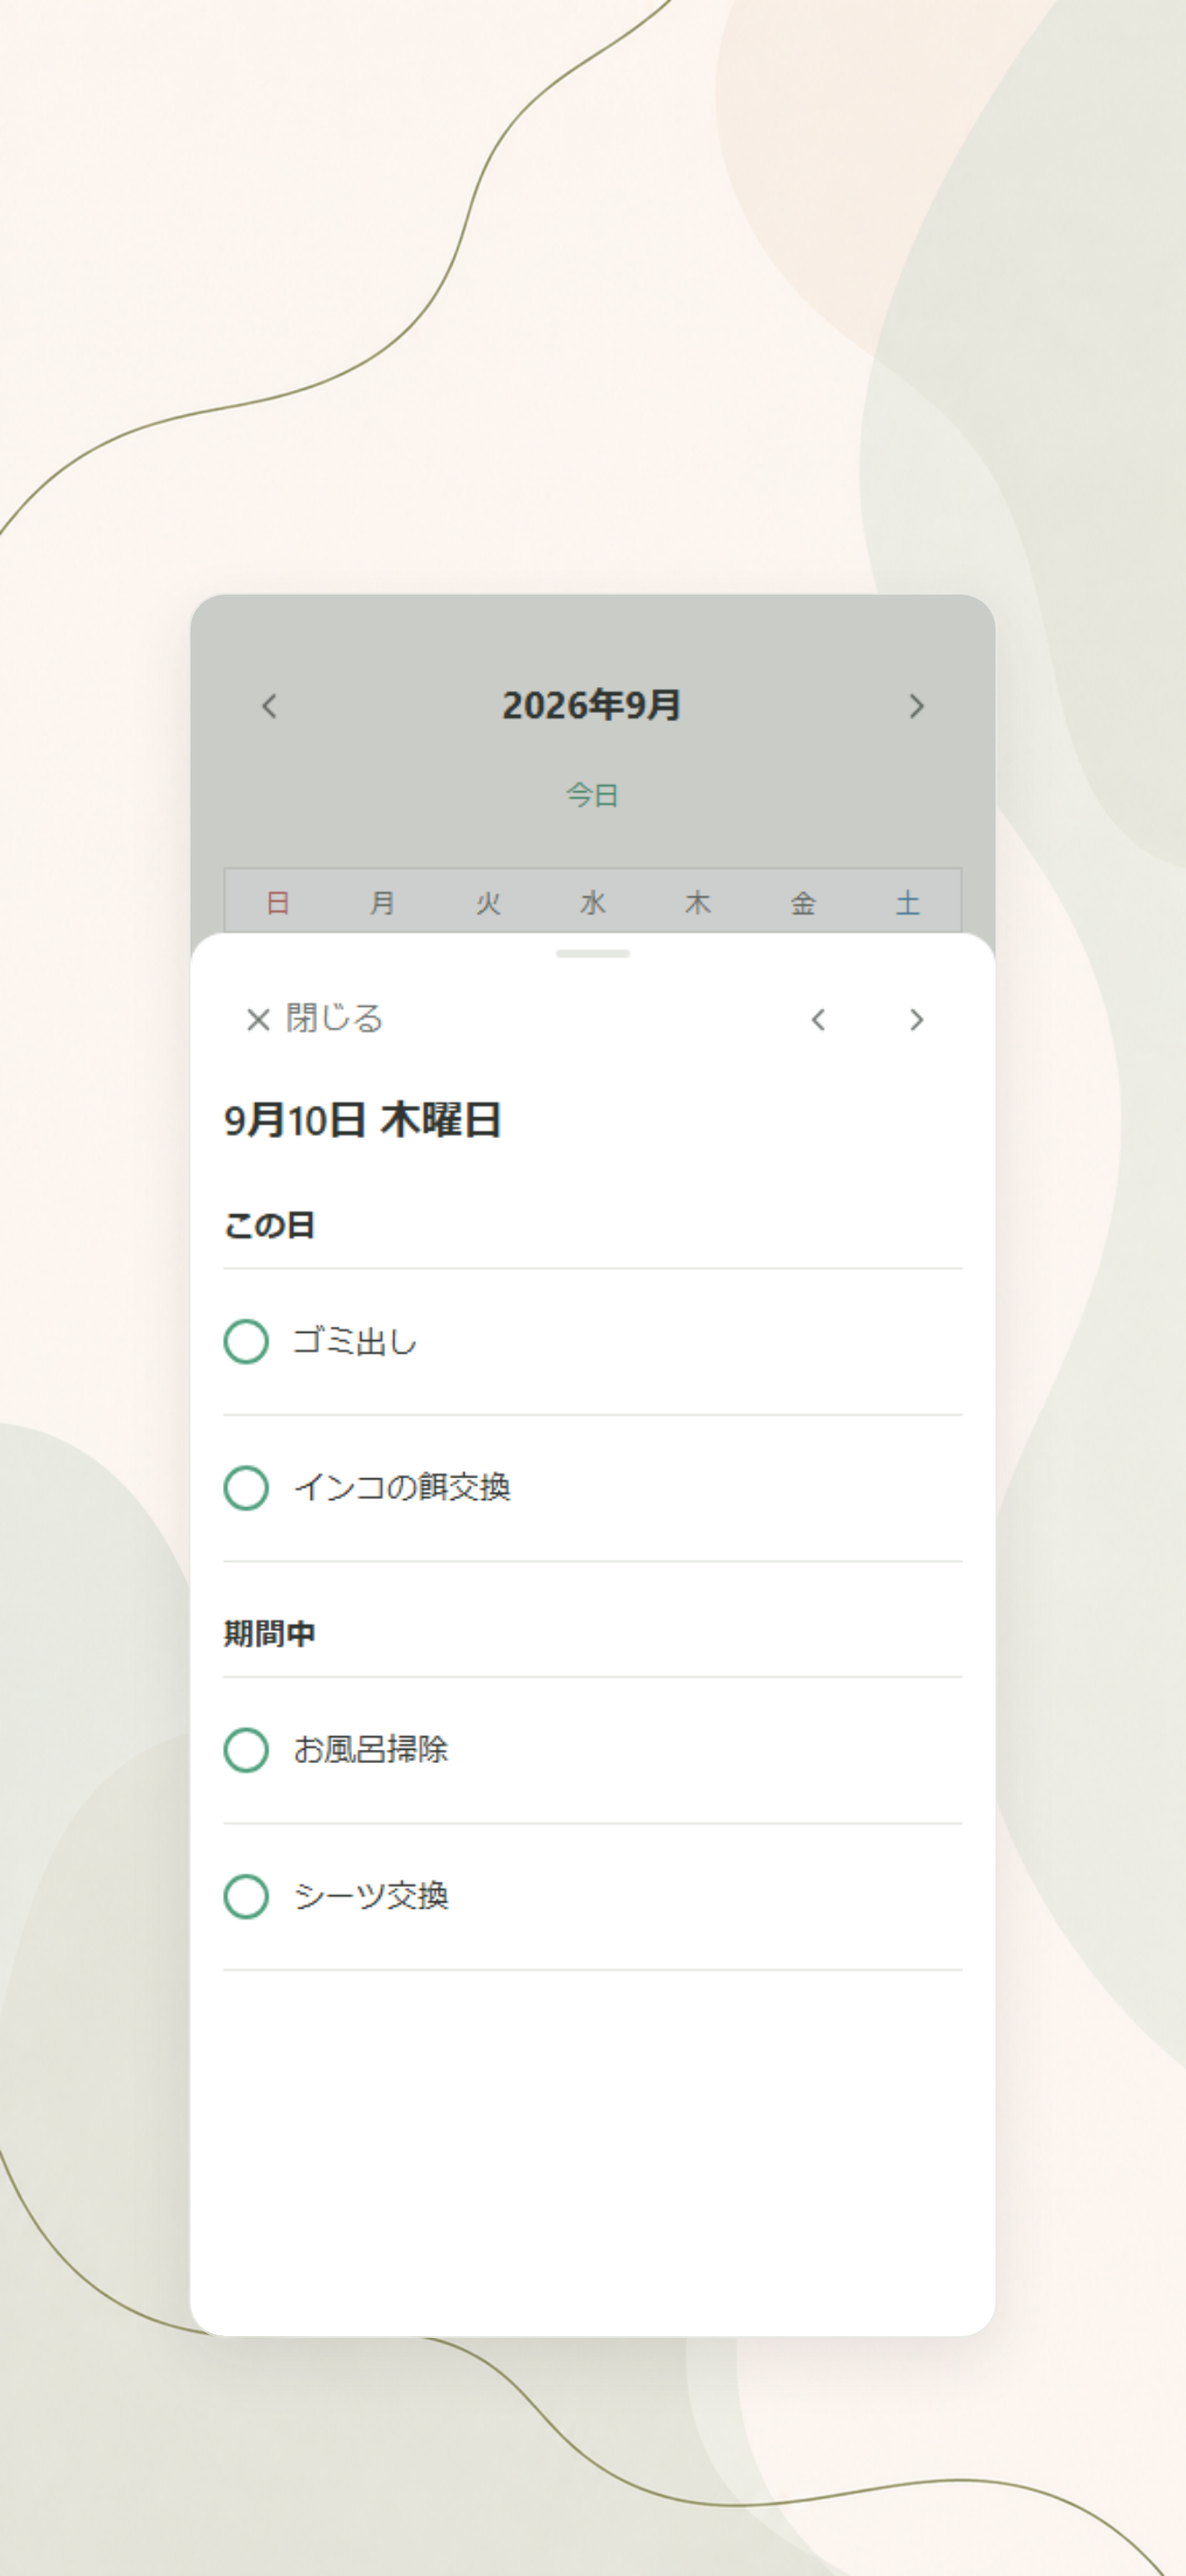 2026年9月
今日
日 月 火 水 木 金 土
閉じる
9月10日 木曜日
この日
ゴミ出し
インコの餌交換
期間中
お風呂掃除
シーツ交換